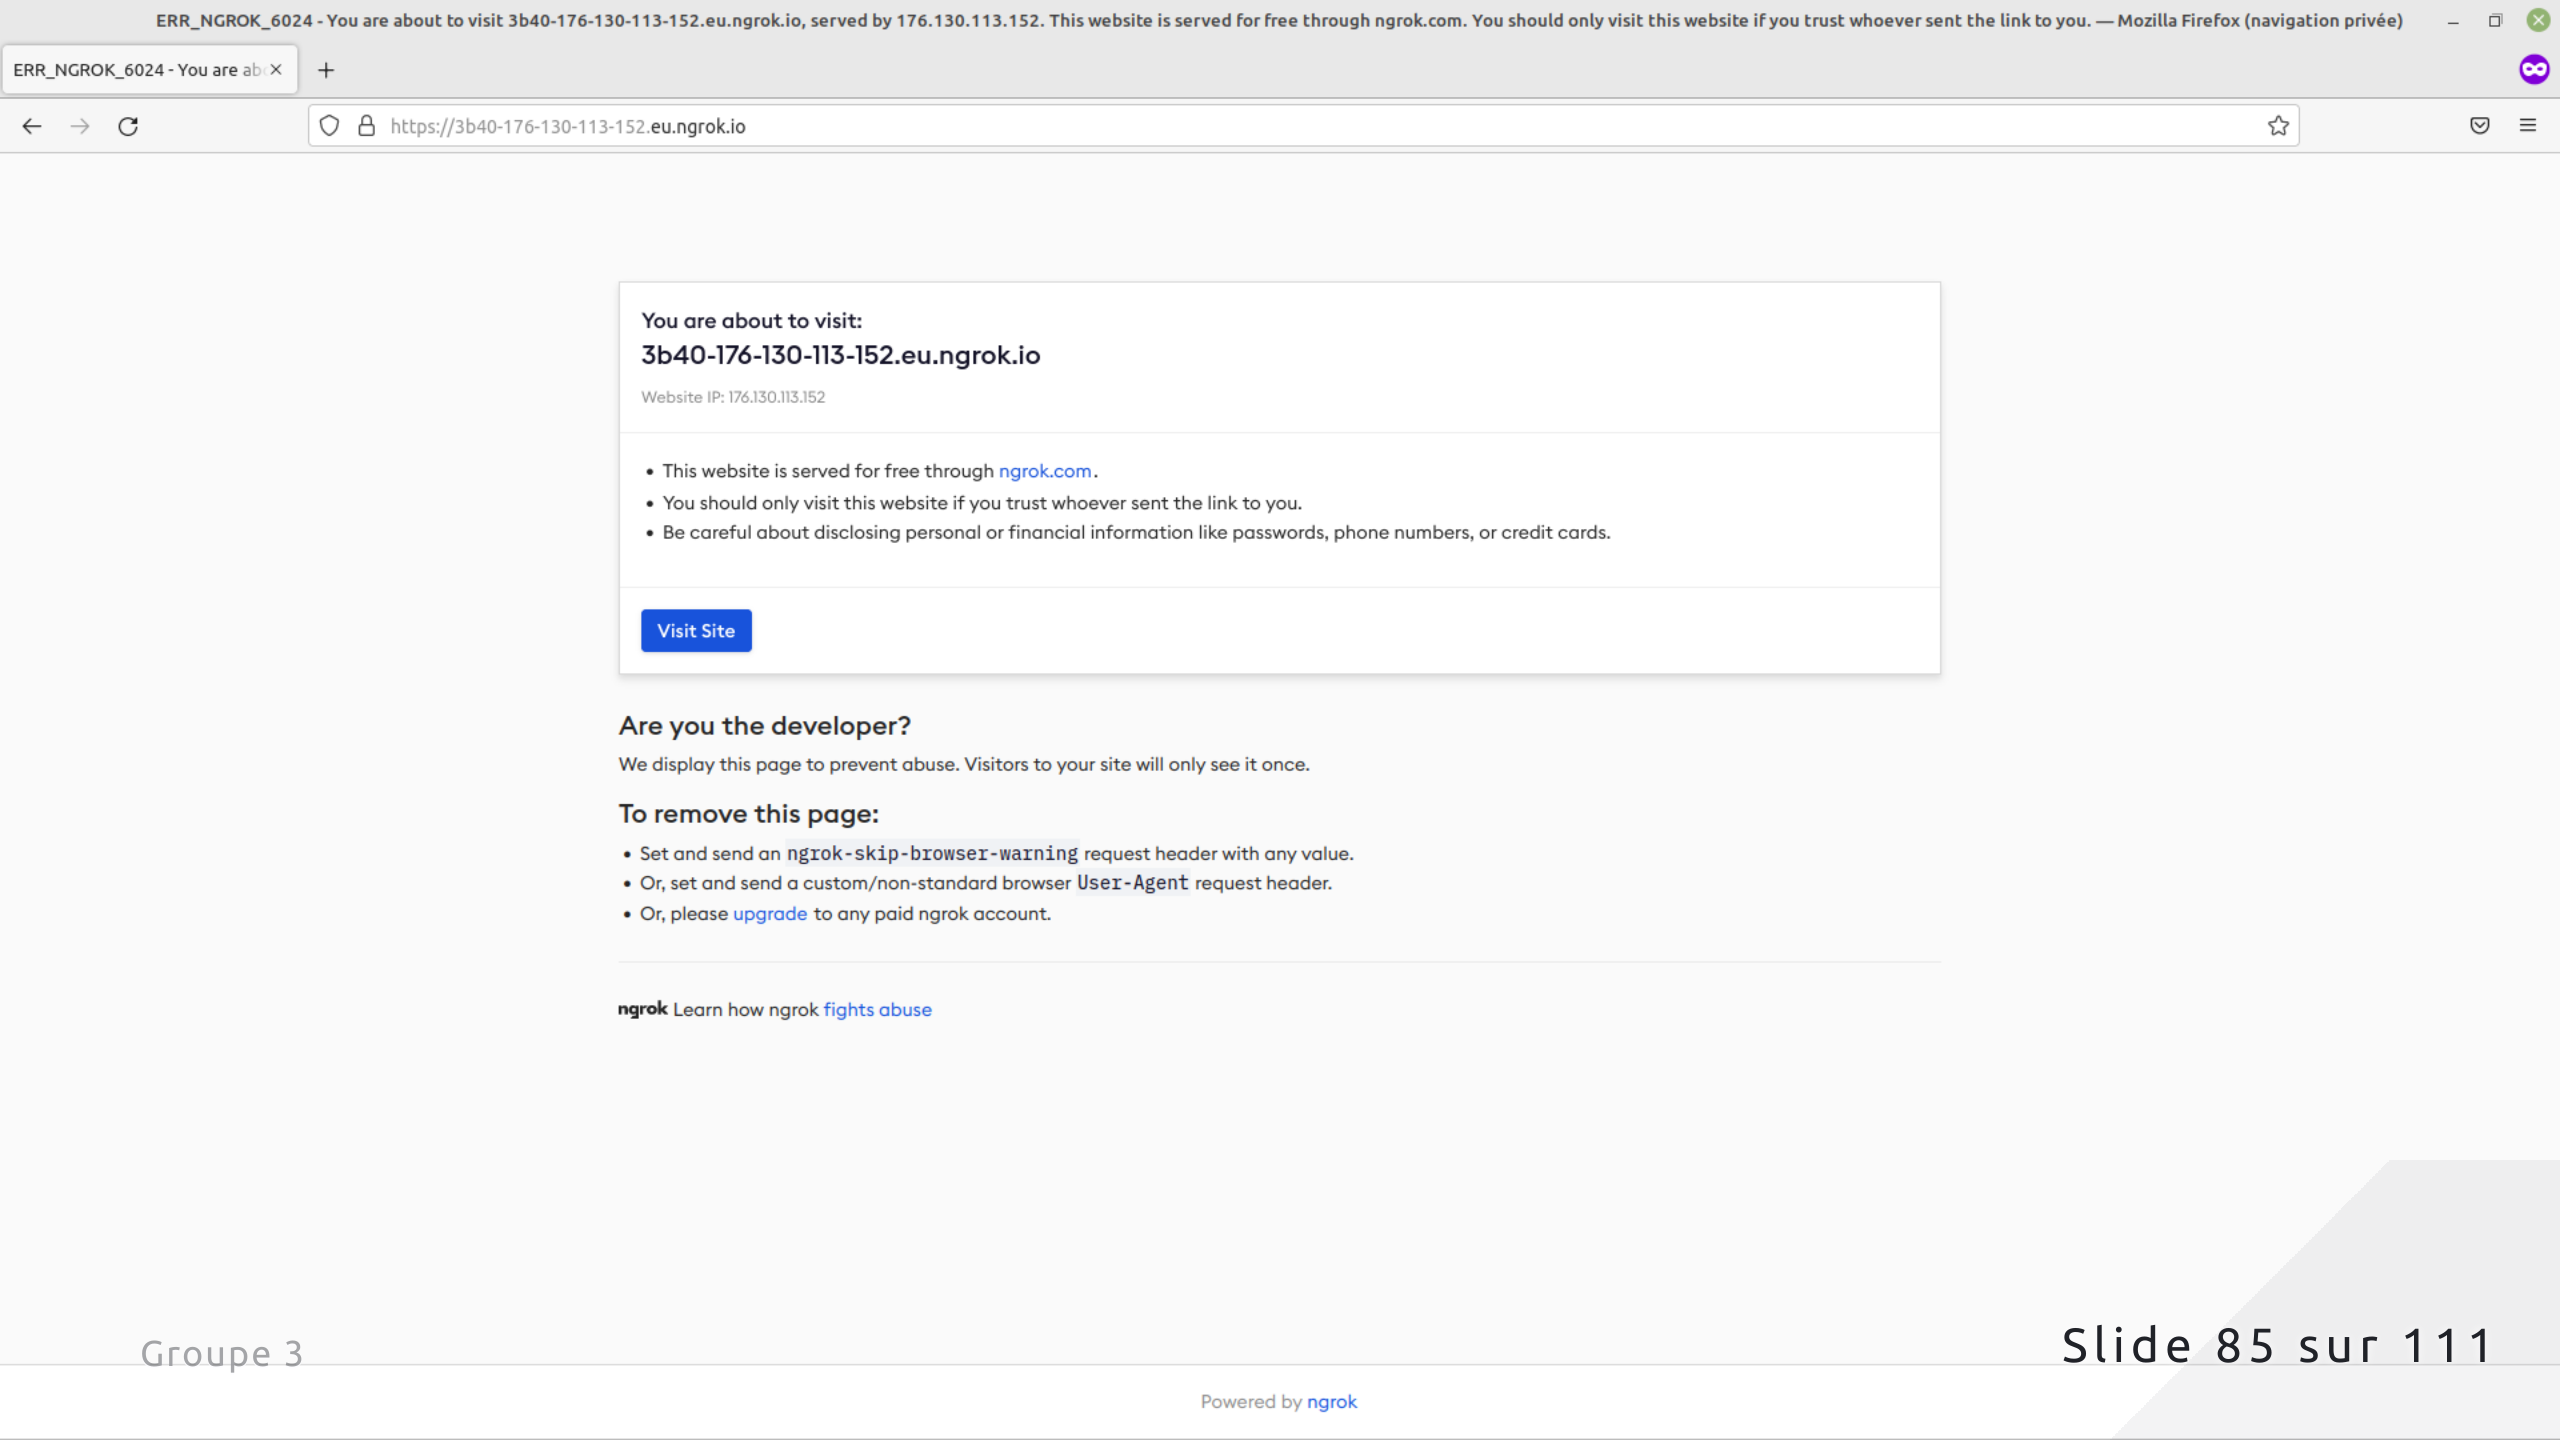 ERR_NGROK_6024 - You are about to visit 3b40-176-130-113-152.eu.ngrok.io, served by 176.130.113.152. This website is served for free through ngrok.com. You should only visit this website if you trust whoever sent the link to you. — Mozilla Firefox (navigation privée)
ERR_NGROK_6024 - You are abo
https://3b40-176-130-113-152.eu.ngrok.io
You are about to visit:
3b40-176-130-113-152.eu.ngrok.io
Website IP: 176.130.113.152
• This website is served for free through ngrok.com.
• You should only visit this website if you trust whoever sent the link to you.
• Be careful about disclosing personal or financial information like passwords, phone numbers, or credit cards.
Visit Site
Are you the developer?
We display this page to prevent abuse. Visitors to your site will only see it once.
To remove this page:
• Set and send an ngrok-skip-browser-warning request header with any value.
• Or, set and send a custom/non-standard browser User-Agent request header.
• Or, please upgrade to any paid ngrok account.
ngrok Learn how ngrok fights abuse
Groupe 3
Slide 85 sur 111
Powered by ngrok